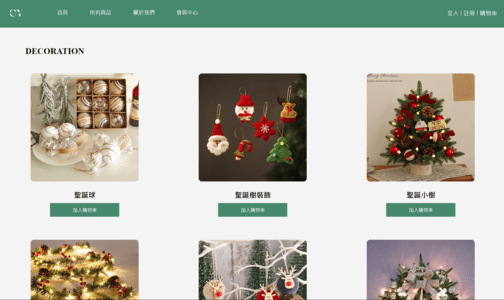 CY
首頁 所有商品 關於我們 會員中心
登入 | 註冊 | 購物車
DECORATION
Merry Christmas
聖誕球 聖誕樹裝飾 聖誕小樹
加入購物車 加入購物車 加入購物車